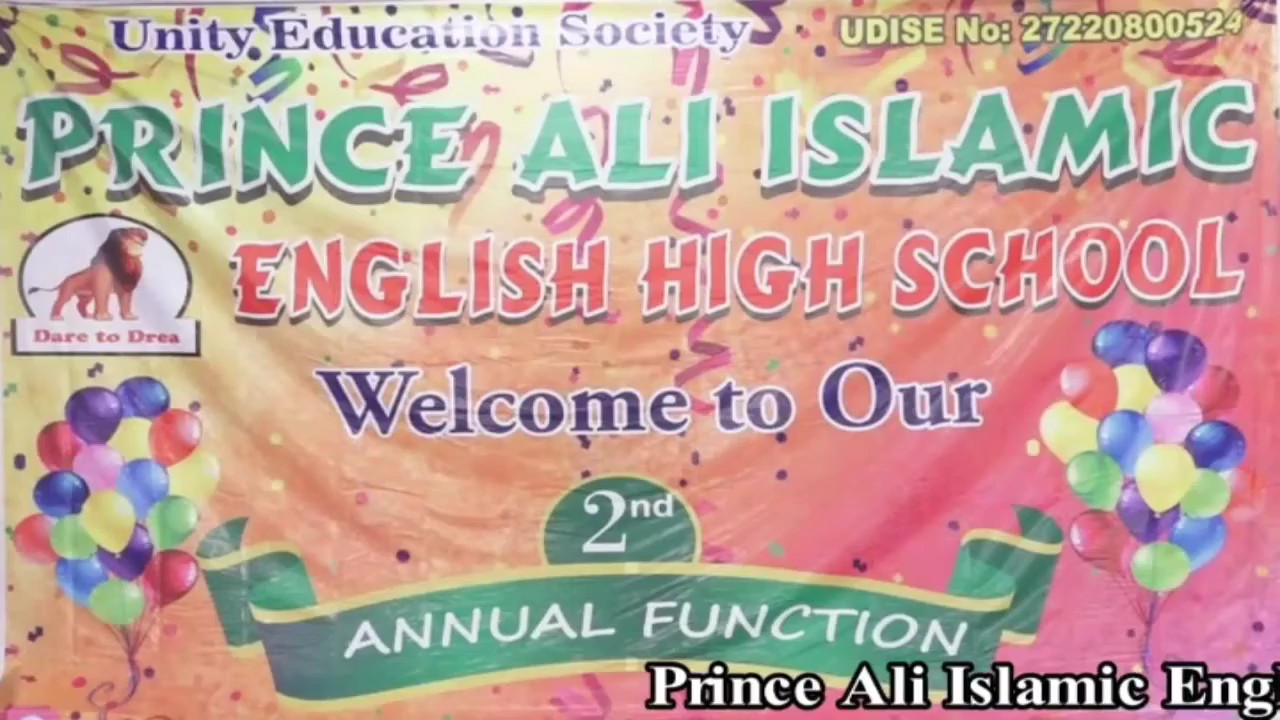 Unity Education Society
UDISE No: 27220800524
PRINCE ALI ISLAMIC
ENGLISH HIGH SCHOOL
Dare to Drea
Welcome to Our
2nd
ANNUAL FUNCTION
Prince Ali Islamic Eng